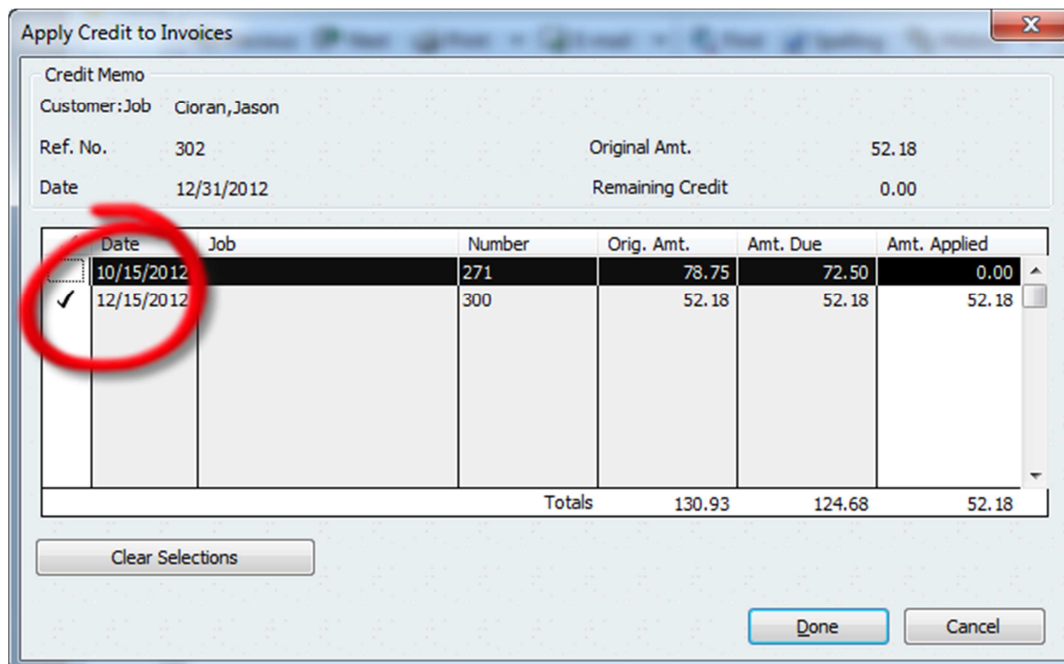 Apply Credit to Invoices
Credit Memo
Customer:Job Cioran,Jason
Ref. No. 302 Original Amt. 52.18
Date 12/31/2012 Remaining Credit 0.00
✓ Date Job Number Orig. Amt. Amt. Due Amt. Applied
10/15/2012 271 78.75 72.50 0.00
✓ 12/15/2012 300 52.18 52.18 52.18
Totals 130.93 124.68 52.18
Clear Selections
Done Cancel